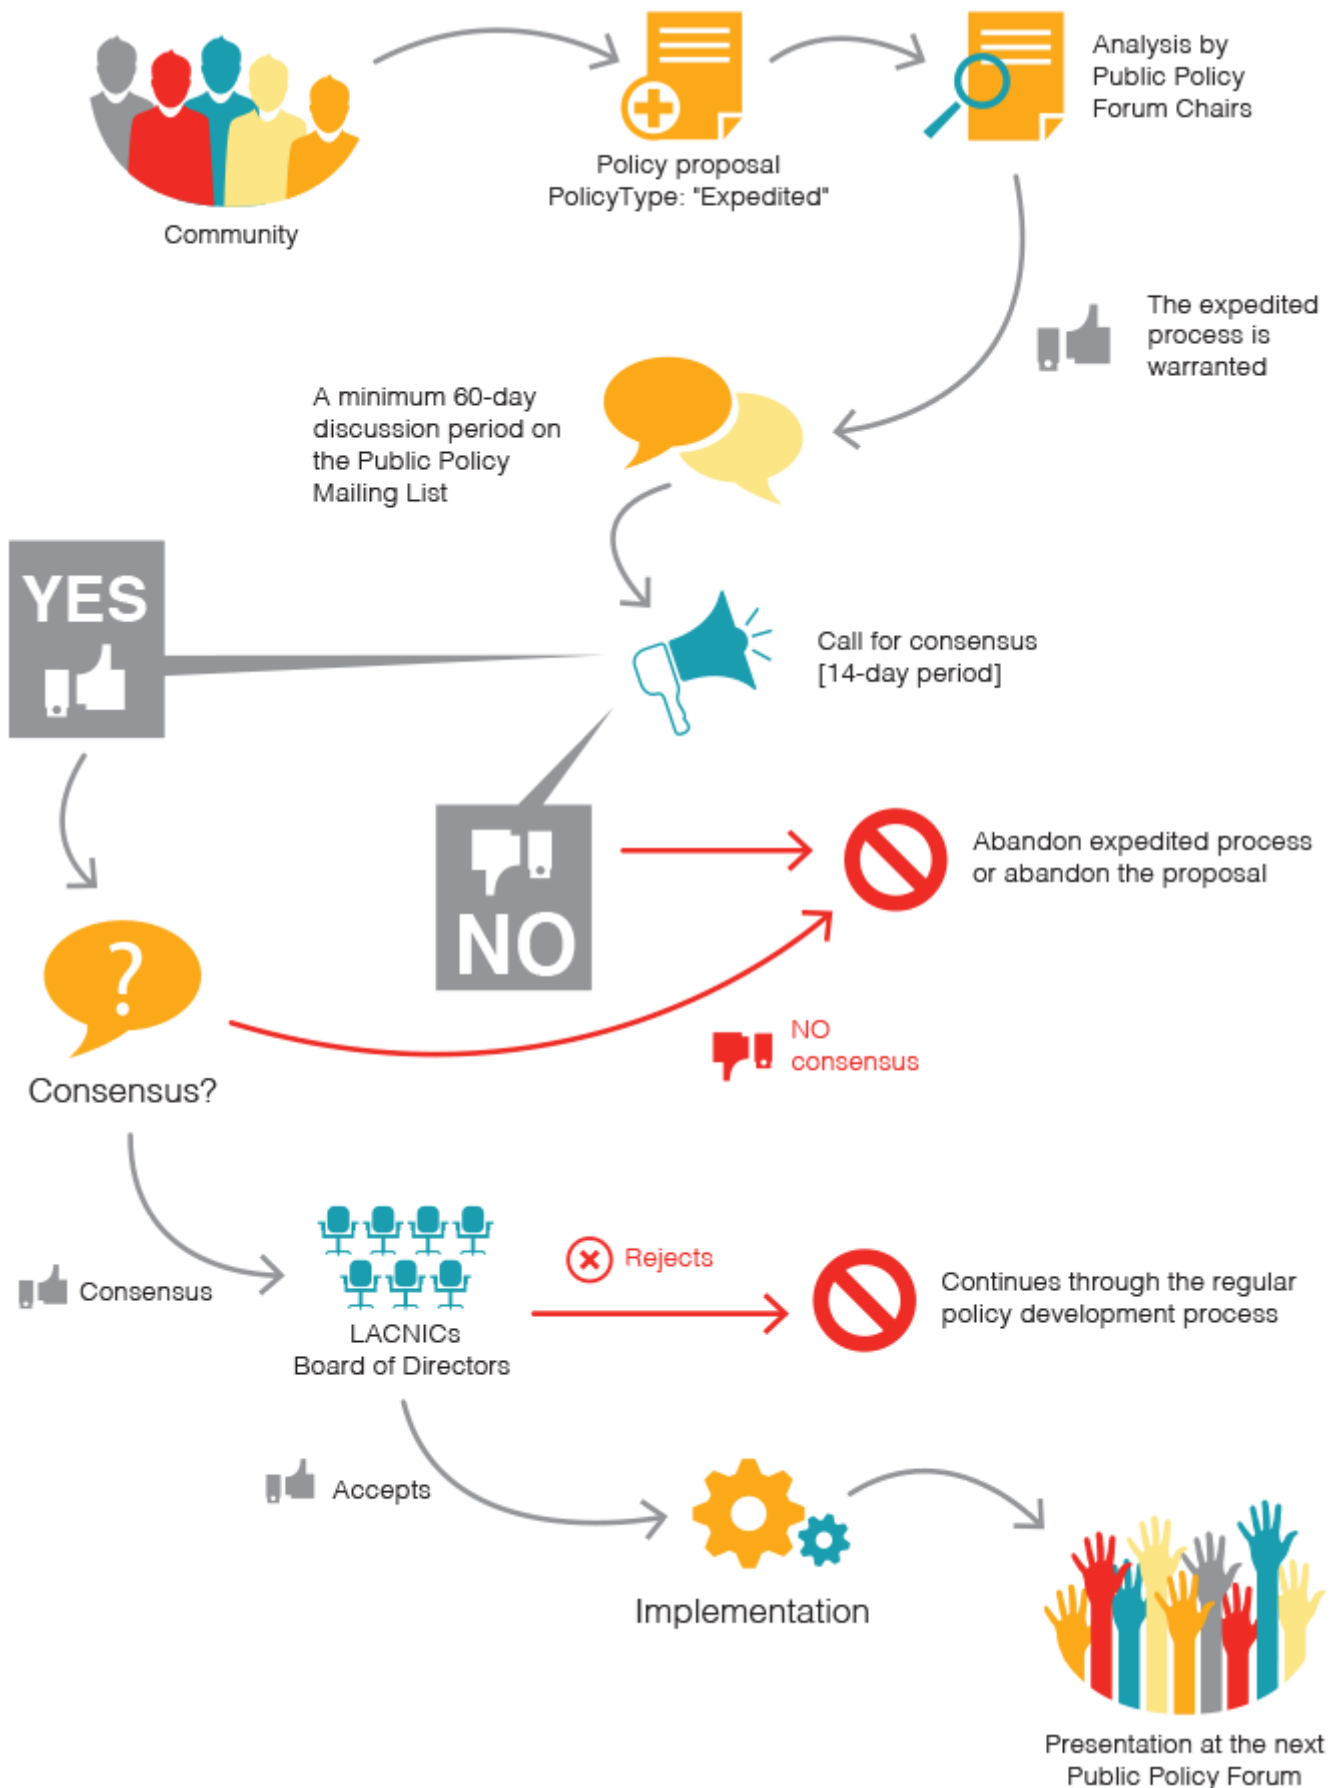 Analysis by
Public Policy
Forum Chairs
Policy proposal
PolicyType: "Expedited"
Community
The expedited
process is
warranted
A minimum 60-day
discussion period on
the Public Policy
Mailing List
YES
Call for consensus
[14-day period]
NO
Abandon expedited process
or abandon the proposal
?
Consensus?
NO
consensus
Consensus
LACNICs
Board of Directors
Rejects
Continues through the regular
policy development process
Accepts
Implementation
Presentation at the next
Public Policy Forum